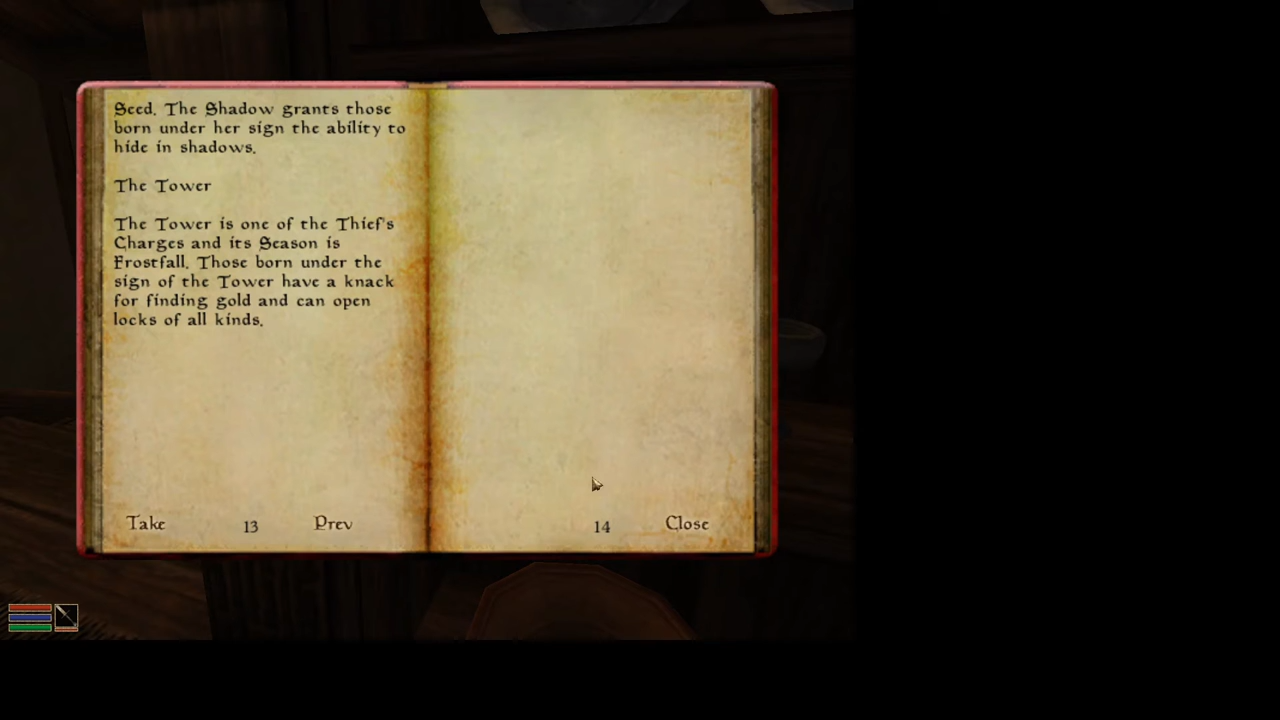 Seed. The Shadow grants those
born under her sign the ability to
hide in shadows.
The Tower
The Tower is one of the Thief's
Charges and its Season is
Frostfall. Those born under the
sign of the Tower have a knack
for finding gold and can open
locks of all kinds.
Take 13 Prev 14 Close